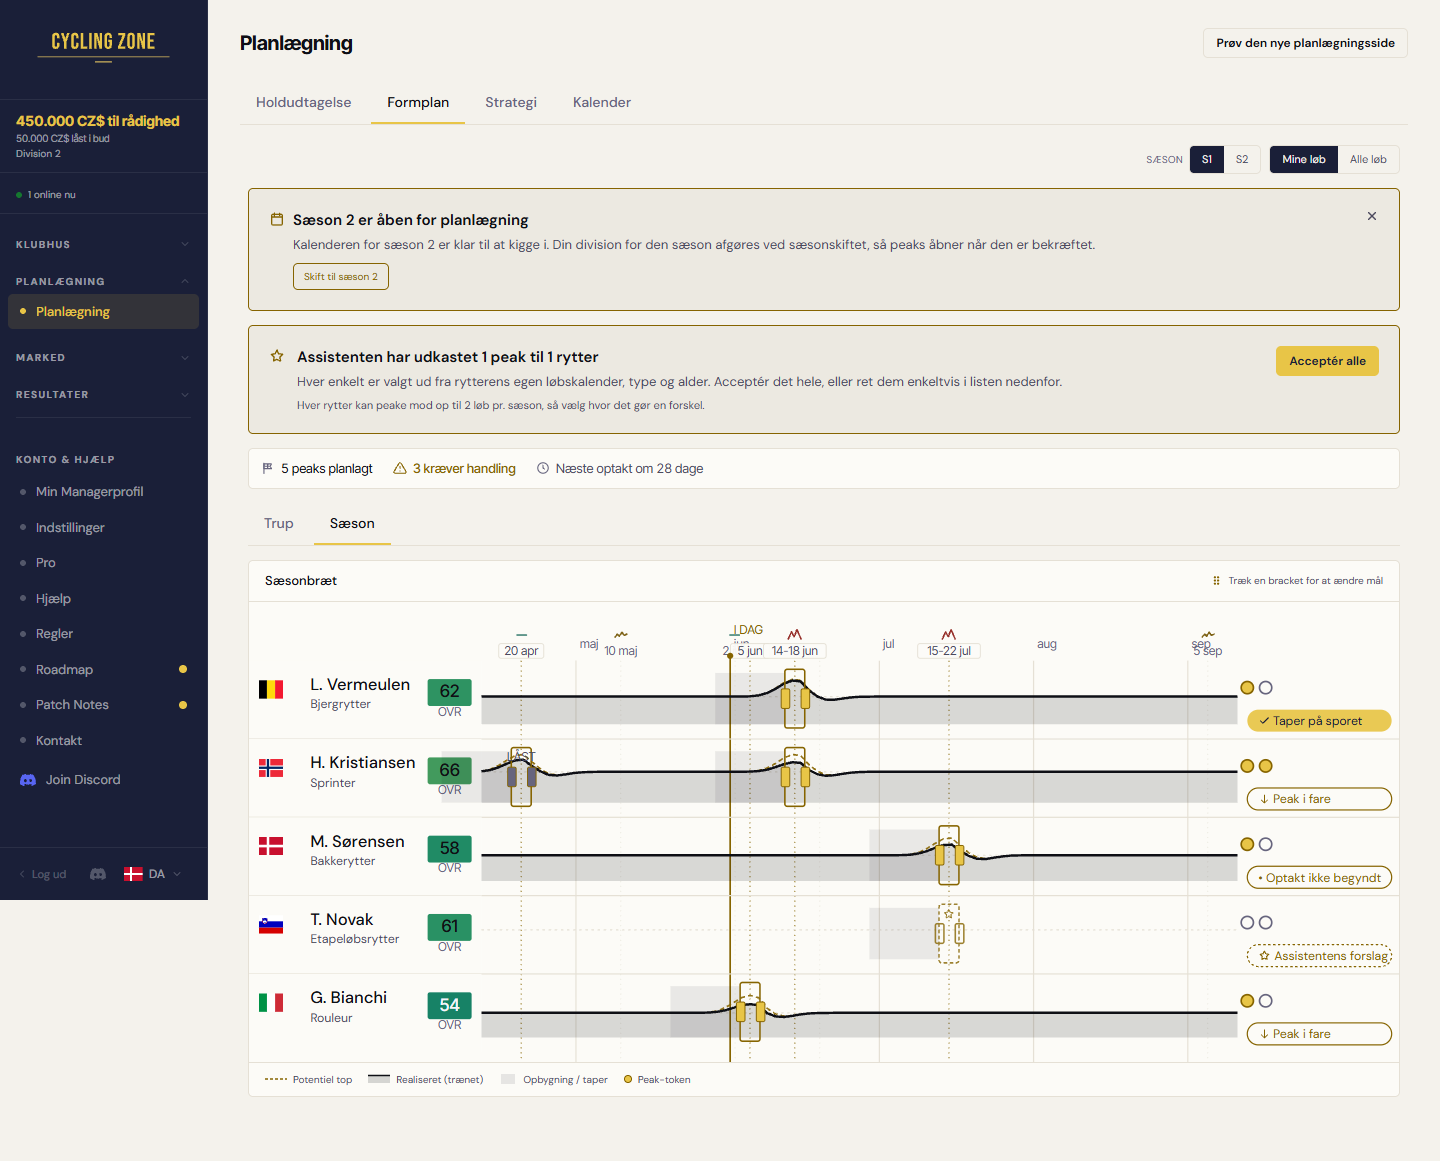 CYCLING ZONE
450.000 CZ$ til rådighed
50.000 CZ$ låst i bud
Division 2
1 online nu
KLUBHUS
PLANLÆGNING
Planlægning
MARKED
RESULTATER
KONTO & HJÆLP
Min Managerprofil
Indstillinger
Pro
Hjælp
Regler
Roadmap
Patch Notes
Kontakt
Join Discord
Log ud
DA
Planlægning
Prøv den nye planlægningsside
Holdudtagelse Formplan Strategi Kalender
SÆSON S1 S2 Mine løb Alle løb
Sæson 2 er åben for planlægning
Kalenderen for sæson 2 er klar til at kigge i. Din division for den sæson afgøres ved sæsonskiftet, så peaks åbner når den er bekræftet.
Skift til sæson 2
Assistenten har udkastet 1 peak til 1 rytter
Acceptér alle
Hver enkelt er valgt ud fra rytterens egen løbskalender, type og alder. Acceptér det hele, eller ret dem enkeltvis i listen nedenfor.
Hver rytter kan peake mod op til 2 løb pr. sæson, så vælg hvor det gør en forskel.
5 peaks planlagt 3 kræver handling Næste optakt om 28 dage
Trup Sæson
Sæsonbræt
Træk en bracket for at ændre mål
I DAG
maj jun jul aug sep
20 apr 10 maj 5 jun 14-18 jun 15-22 jul 5 sep
L. Vermeulen 62
Bjergrytter OVR
Taper på sporet
LÅST
H. Kristiansen 66
Sprinter OVR
Peak i fare
M. Sørensen 58
Bakkerytter OVR
Optakt ikke begyndt
T. Novak 61
Etapeløbsrytter OVR
Assistentens forslag
G. Bianchi 54
Rouleur OVR
Peak i fare
Potentiel top Realiseret (trænet) Opbygning / taper Peak-token